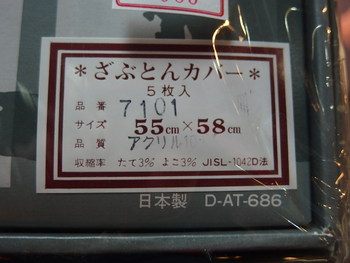 ＊ざぶとんカバー＊
5枚入
品番 7101
サイズ 55cm×58cm
品質 アクリル
収縮率 たて3% よこ3% JISL-1042D法
日本製 D-AT-686